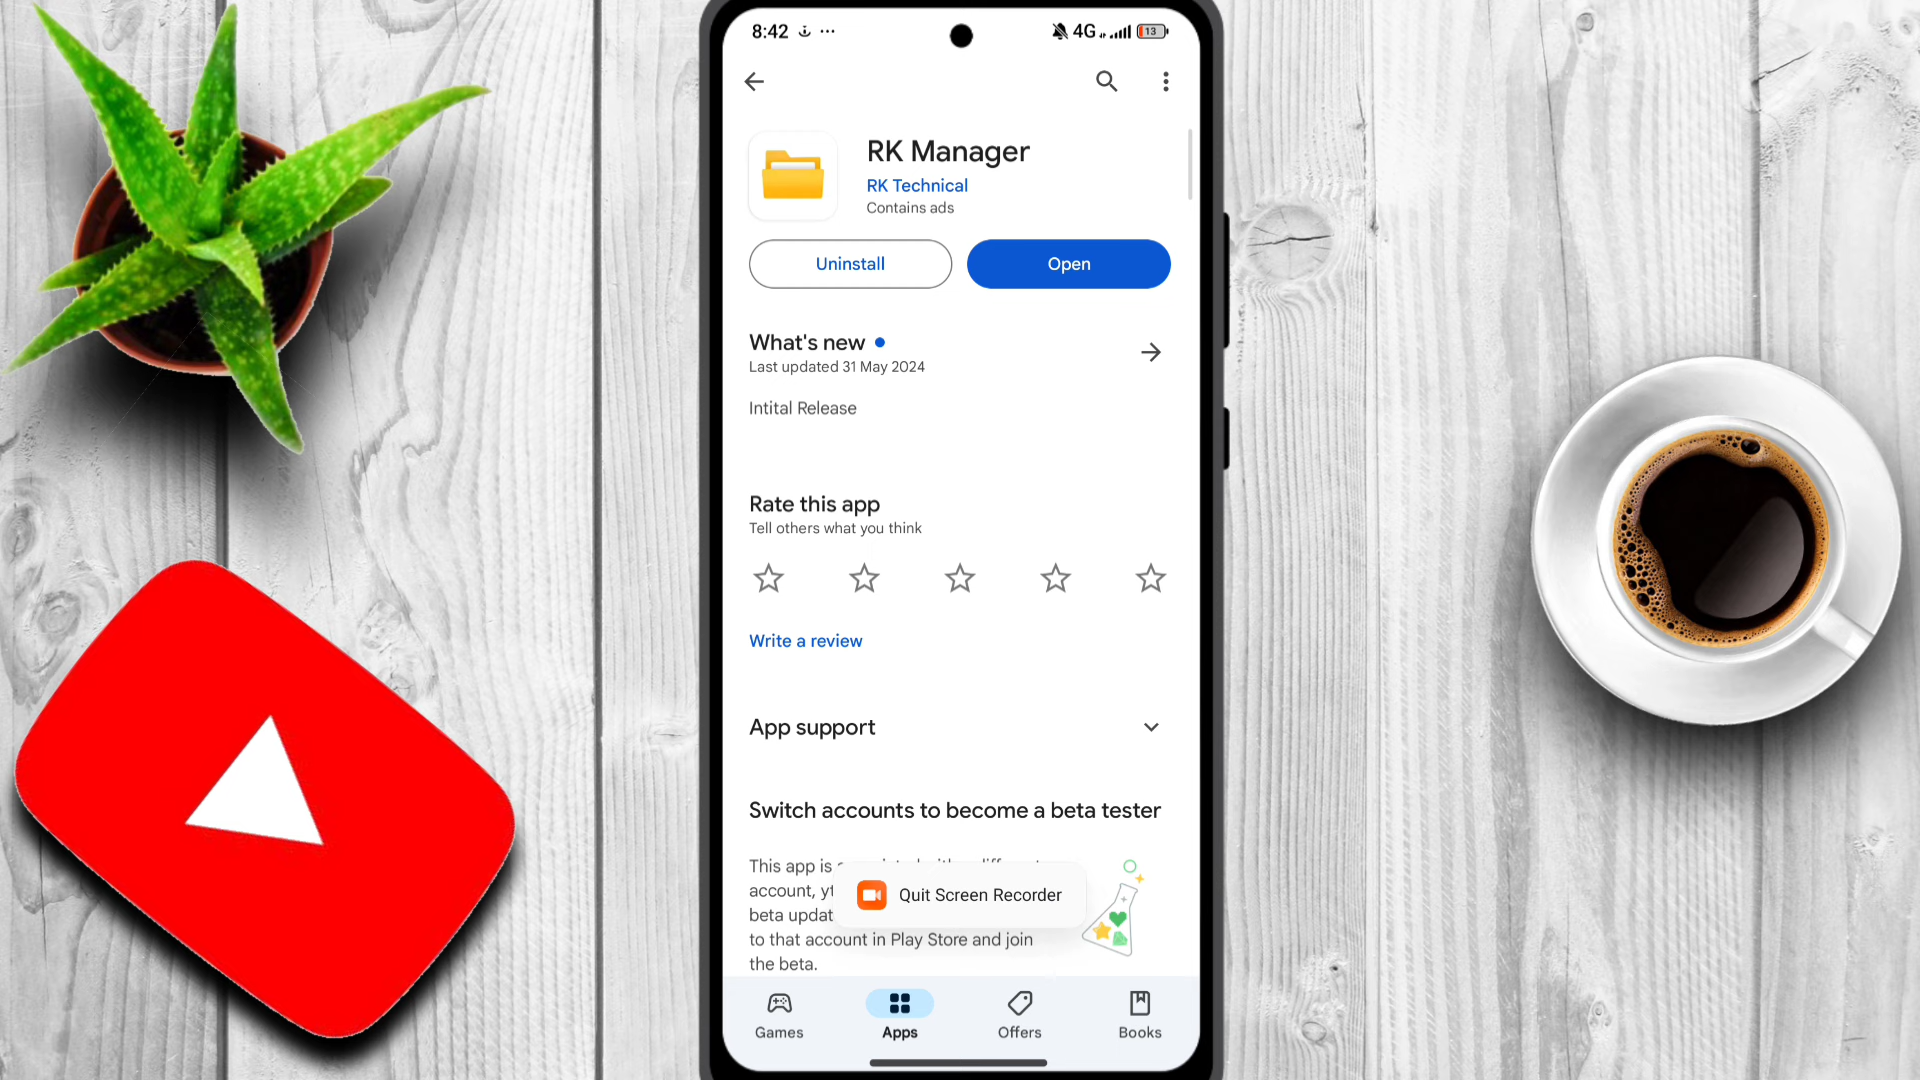 8:42
4G
13
RK Manager
RK Technical
Contains ads
Uninstall
Open
What's new
Last updated 31 May 2024
Intital Release
Rate this app
Tell others what you think
Write a review
App support
Switch accounts to become a beta tester
This app is
account, yt
beta updat
to that account in Play Store and join
the beta.
Quit Screen Recorder
Games
Apps
Offers
Books